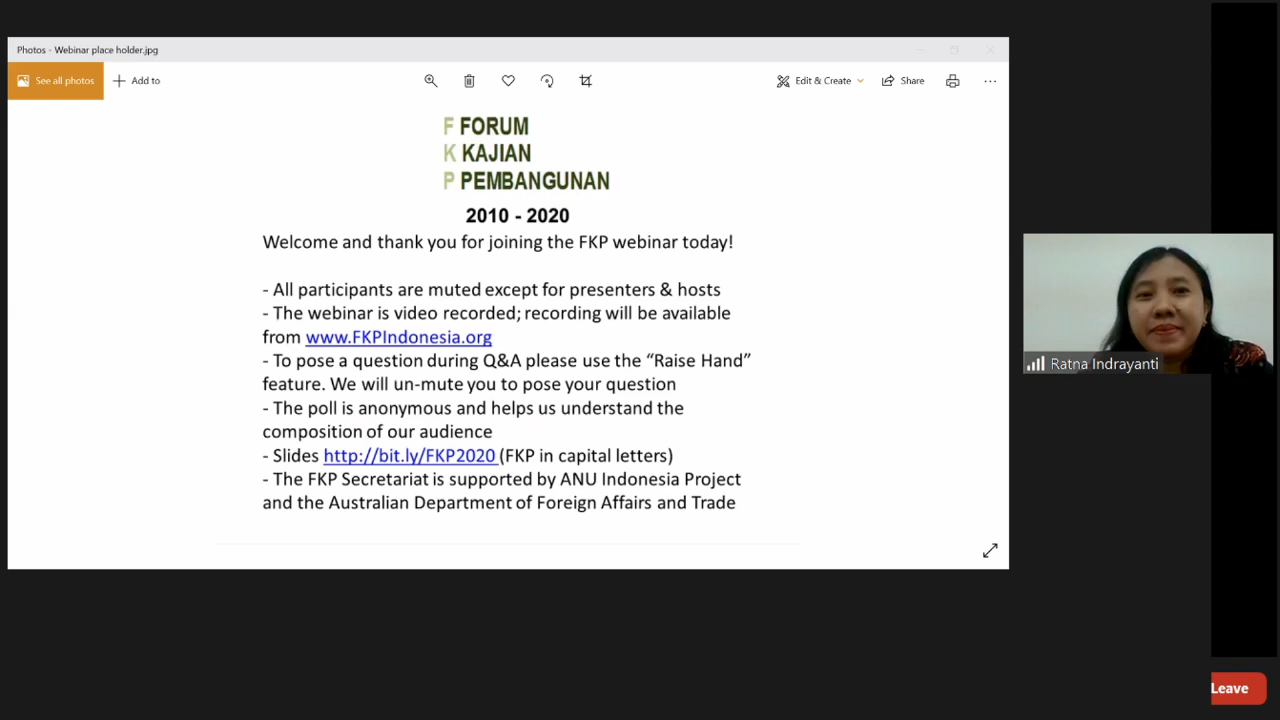 Photos - Webinar place holder.jpg
See all photos
Add to
Edit & Create
Share
F FORUM
K KAJIAN
P PEMBANGUNAN
2010 - 2020
Welcome and thank you for joining the FKP webinar today!
- All participants are muted except for presenters & hosts
- The webinar is video recorded; recording will be available
from www.FKPIndonesia.org
- To pose a question during Q&A please use the “Raise Hand”
feature. We will un-mute you to pose your question
- The poll is anonymous and helps us understand the
composition of our audience
- Slides http://bit.ly/FKP2020 (FKP in capital letters)
- The FKP Secretariat is supported by ANU Indonesia Project
and the Australian Department of Foreign Affairs and Trade
Ratna Indrayanti
Leave